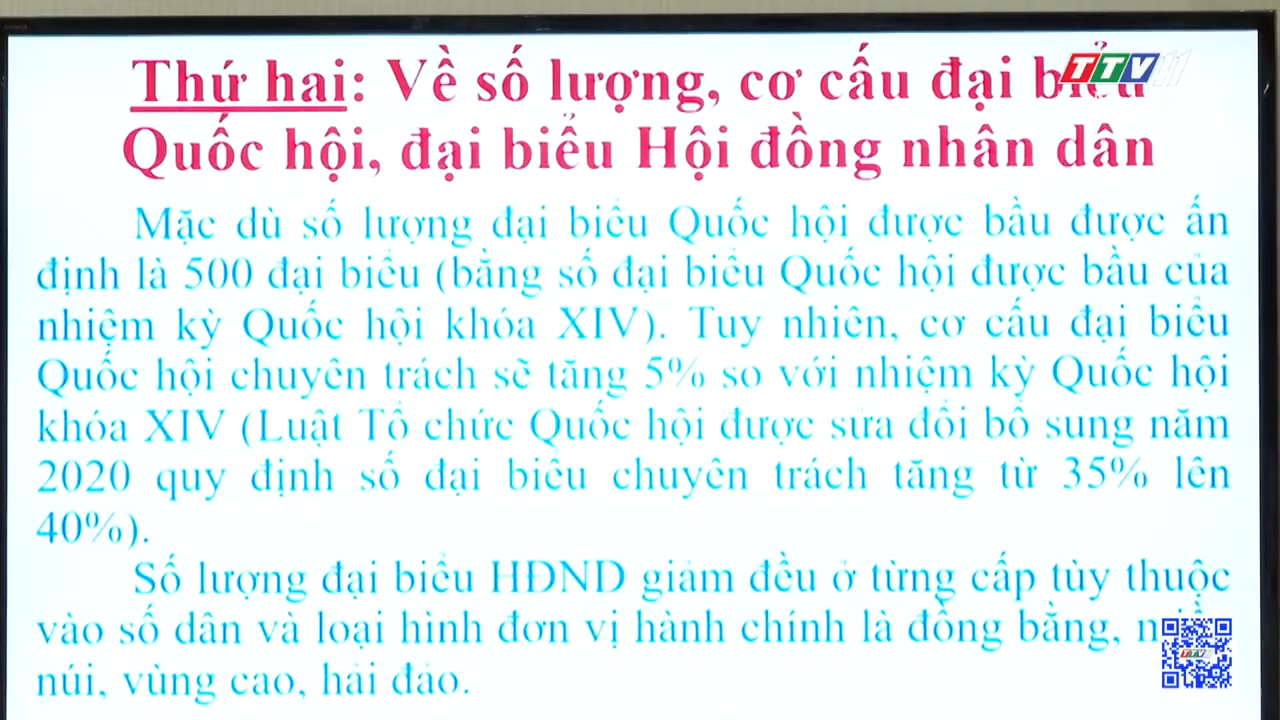 TTV11
Thứ hai: Về số lượng, cơ cấu đại biểu
Quốc hội, đại biểu Hội đồng nhân dân
Mặc dù số lượng đại biểu Quốc hội được bầu được ấn
định là 500 đại biểu (bằng số đại biểu Quốc hội được bầu của
nhiệm kỳ Quốc hội khóa XIV). Tuy nhiên, cơ cấu đại biểu
Quốc hội chuyên trách sẽ tăng 5% so với nhiệm kỳ Quốc hội
khóa XIV (Luật Tổ chức Quốc hội được sửa đổi bổ sung năm
2020 quy định số đại biểu chuyên trách tăng từ 35% lên
40%).
Số lượng đại biểu HĐND giảm đều ở từng cấp tùy thuộc
vào số dân và loại hình đơn vị hành chính là đồng bằng,
núi, vùng cao, hải đảo.
TTV